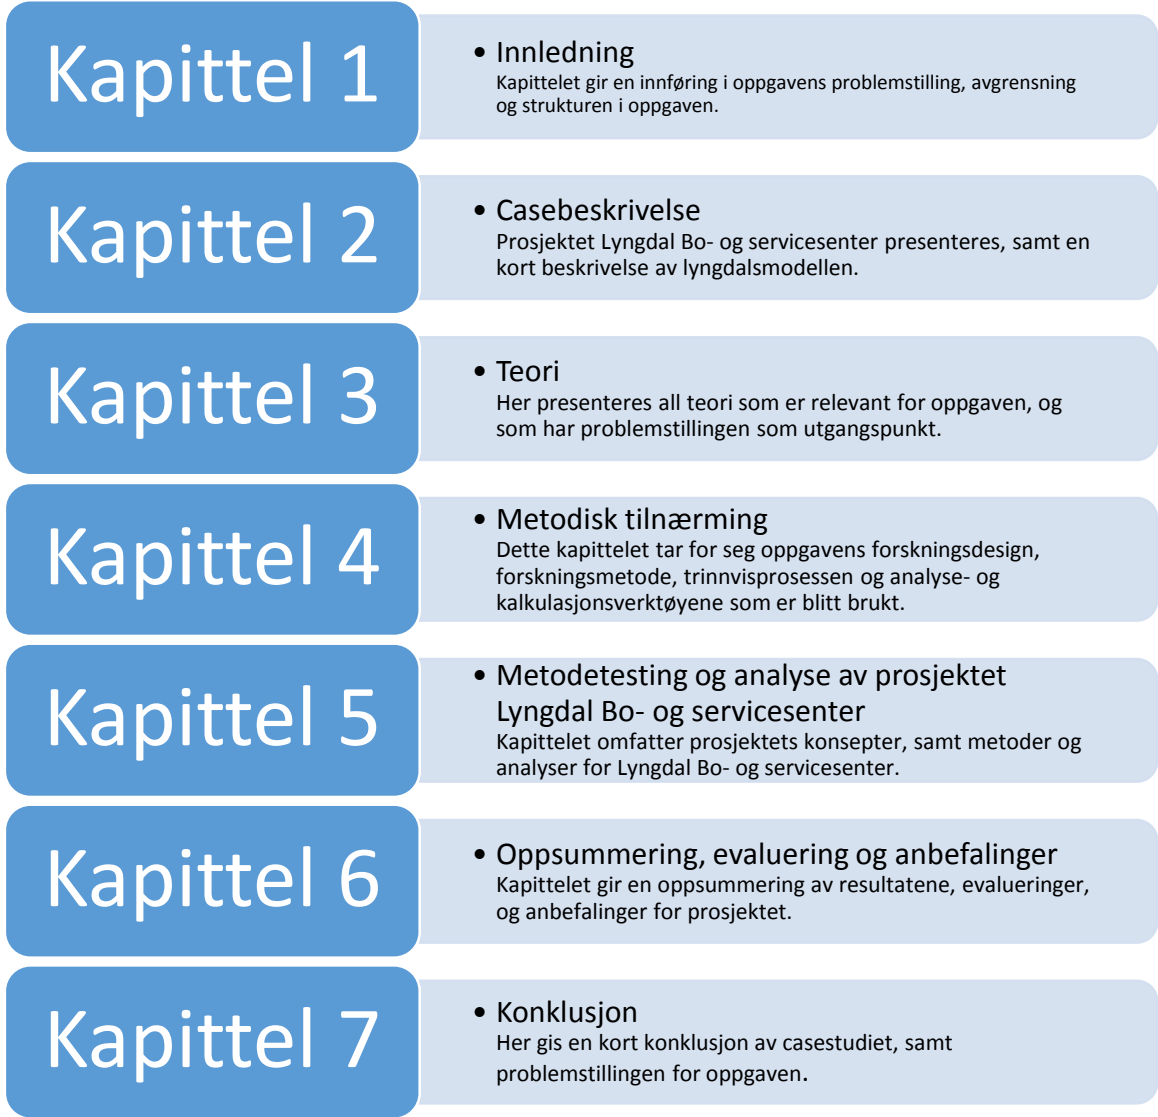 Kapittel 1
• Innledning
Kapittelet gir en innføring i oppgavens problemstilling, avgrensning
og strukturen i oppgaven.
Kapittel 2
• Casebeskrivelse
Prosjektet Lyngdal Bo- og servicesenter presenteres, samt en
kort beskrivelse av lyngdalsmodellen.
Kapittel 3
• Teori
Her presenteres all teori som er relevant for oppgaven, og
som har problemstillingen som utgangspunkt.
Kapittel 4
• Metodisk tilnærming
Dette kapittelet tar for seg oppgavens forskningsdesign,
forskningsmetode, trinnvisprosessen og analyse- og
kalkulasjonsverktøyene som er blitt brukt.
Kapittel 5
• Metodetesting og analyse av prosjektet
Lyngdal Bo- og servicesenter
Kapittelet omfatter prosjektets konsepter, samt metoder og
analyser for Lyngdal Bo- og servicesenter.
Kapittel 6
• Oppsummering, evaluering og anbefalinger
Kapittelet gir en oppsummering av resultatene, evalueringer,
og anbefalinger for prosjektet.
Kapittel 7
• Konklusjon
Her gis en kort konklusjon av casestudiet, samt
problemstillingen for oppgaven.